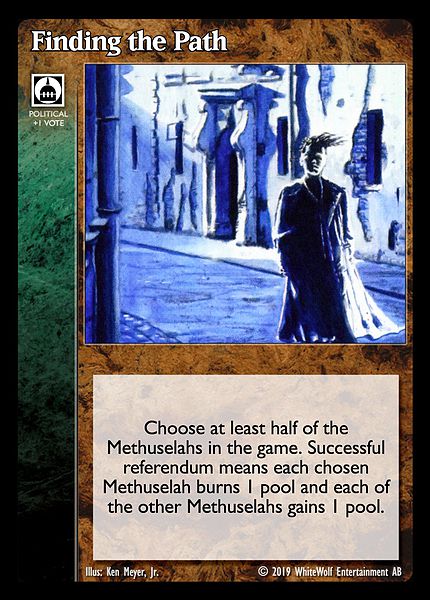 Finding the Path
POLITICAL
+1 VOTE
Choose at least half of the
Methuselahs in the game. Successful
referendum means each chosen
Methuselah burns 1 pool and each of
the other Methuselahs gains 1 pool.
Illus: Ken Meyer, Jr.
© 2019 WhiteWolf Entertainment AB